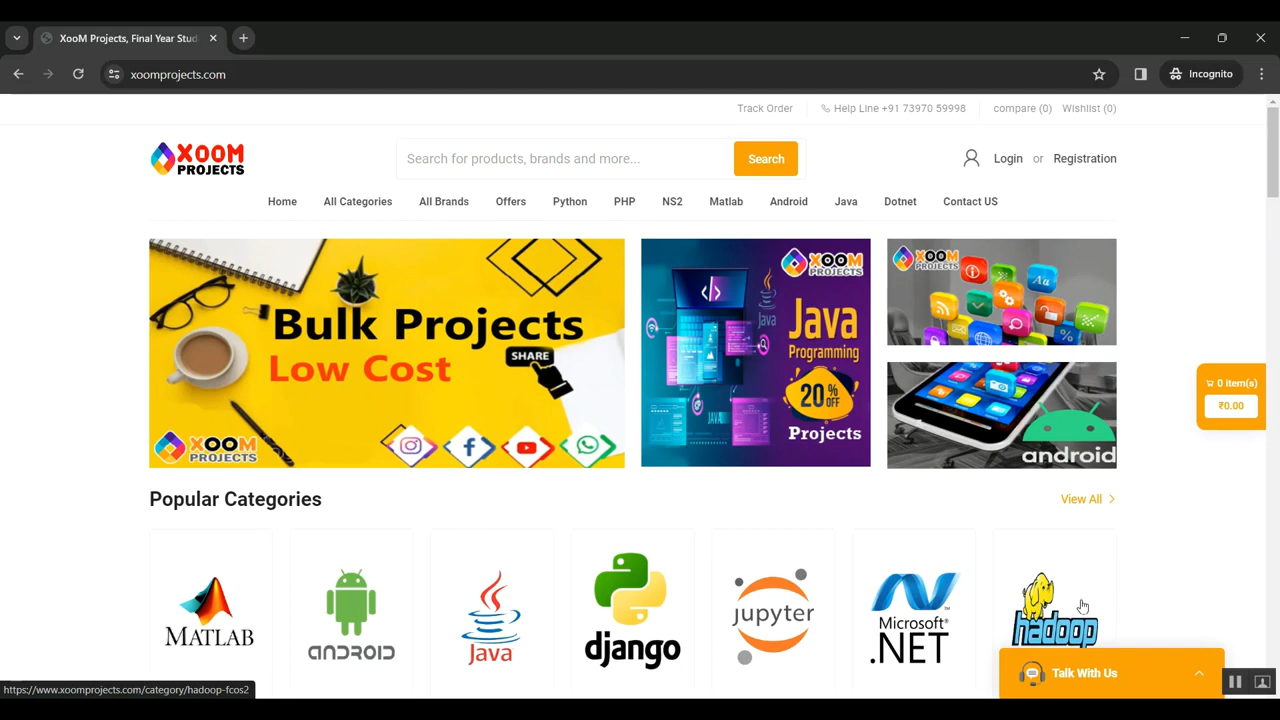 XooM Projects, Final Year Stud
xoomprojects.com
Incognito
Track Order
Help Line +91 73970 59998
compare (0)
Wishlist (0)
XOOM
PROJECTS
Search for products, brands and more...
Search
Login or Registration
Home
All Categories
All Brands
Offers
Python
PHP
NS2
Matlab
Android
Java
Dotnet
Contact US
Bulk Projects
Low Cost
SHARE
XOOM
PROJECTS
XOOM
PROJECTS
Java
Java
Programming
20%
OFF
Projects
XOOM
PROJECTS
Aa
android
0 item(s)
₹0.00
Popular Categories
View All
MATLAB
ANDROID
Java
django
jupyter
Microsoft®
.NET
hadoop
Talk With Us
https://www.xoomprojects.com/category/hadoop-fcos2